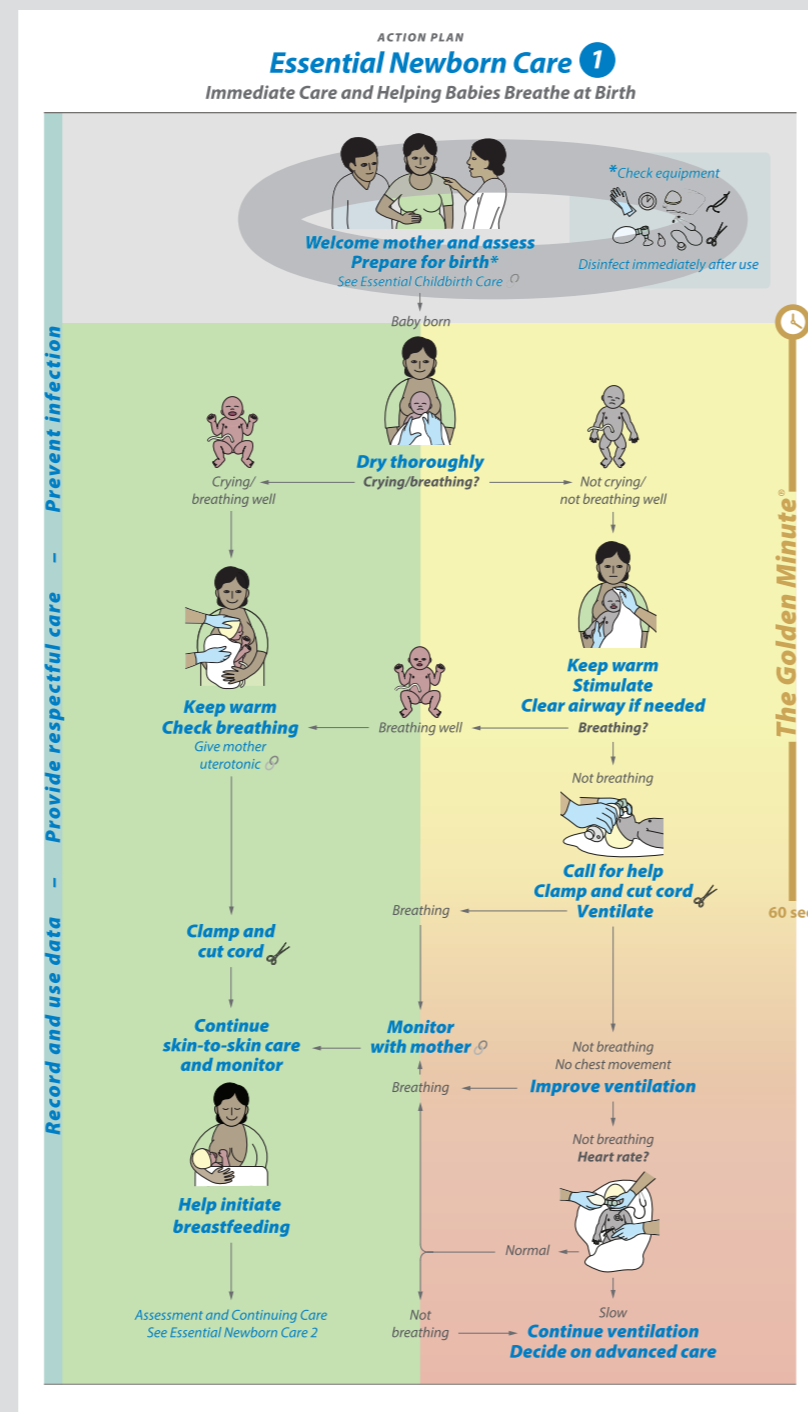 ACTION PLAN
Essential Newborn Care 1
Immediate Care and Helping Babies Breathe at Birth
*Check equipment
Disinfect immediately after use
Welcome mother and assess
Prepare for birth*
See Essential Childbirth Care
Baby born
Dry thoroughly
Crying/breathing?
Crying/
breathing well
Not crying/
not breathing well
Keep warm
Stimulate
Clear airway if needed
Breathing?
Breathing well
Keep warm
Check breathing
Give mother
uterotonic
Not breathing
Call for help
Clamp and cut cord
Ventilate
Breathing
Clamp and
cut cord
Continue
skin-to-skin care
and monitor
Monitor
with mother
Not breathing
No chest movement
Improve ventilation
Breathing
Not breathing
Heart rate?
Help initiate
breastfeeding
Normal
Slow
Continue ventilation
Decide on advanced care
Not
breathing
Assessment and Continuing Care
See Essential Newborn Care 2
Record and use data – Provide respectful care – Prevent infection
The Golden Minute®
60 sec